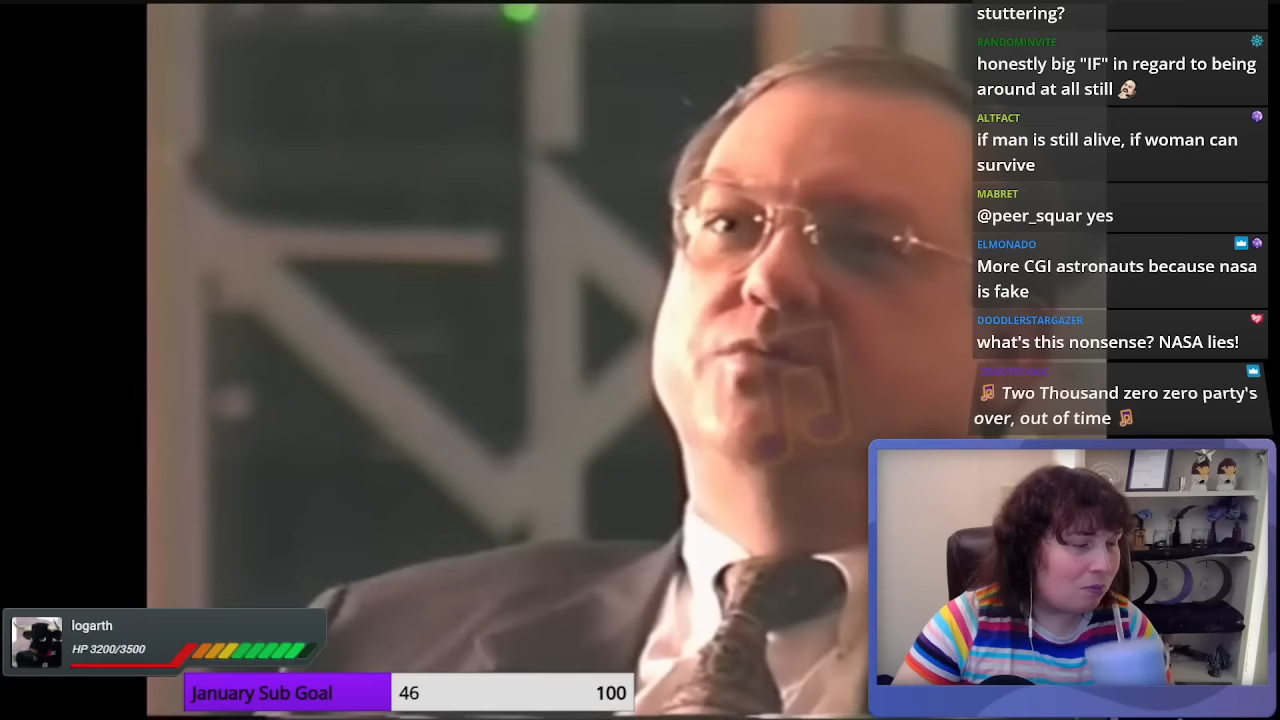 stuttering?
RANDOMINVITE
honestly big "IF" in regard to being
around at all still
ALTFACT
if man is still alive, if woman can
survive
MABRET
@peer_squar yes
ELMONADO
More CGI astronauts because nasa
is fake
DOODLERSTARGAZER
what's this nonsense? NASA lies!
Two Thousand zero zero party's
over, out of time
logarth
HP 3200/3500
January Sub Goal 46 100